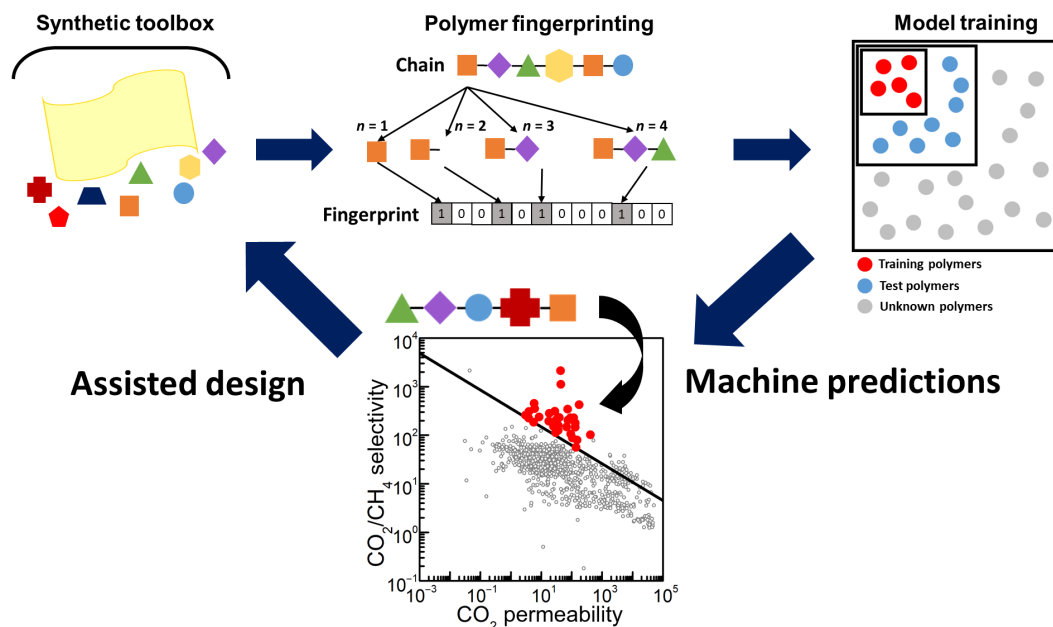 Synthetic toolbox
Polymer fingerprinting
Model training
Chain
n = 1
n = 2
n = 3
n = 4
Fingerprint 1 0 0 1 0 1 0 0 0 1 0 0
Training polymers
Test polymers
Unknown polymers
Assisted design
Machine predictions
CO2/CH4 selectivity
10^4
10^3
10^2
10^1
10^0
10^-1
10^-3
10^-1
10^1
10^3
10^5
CO2 permeability